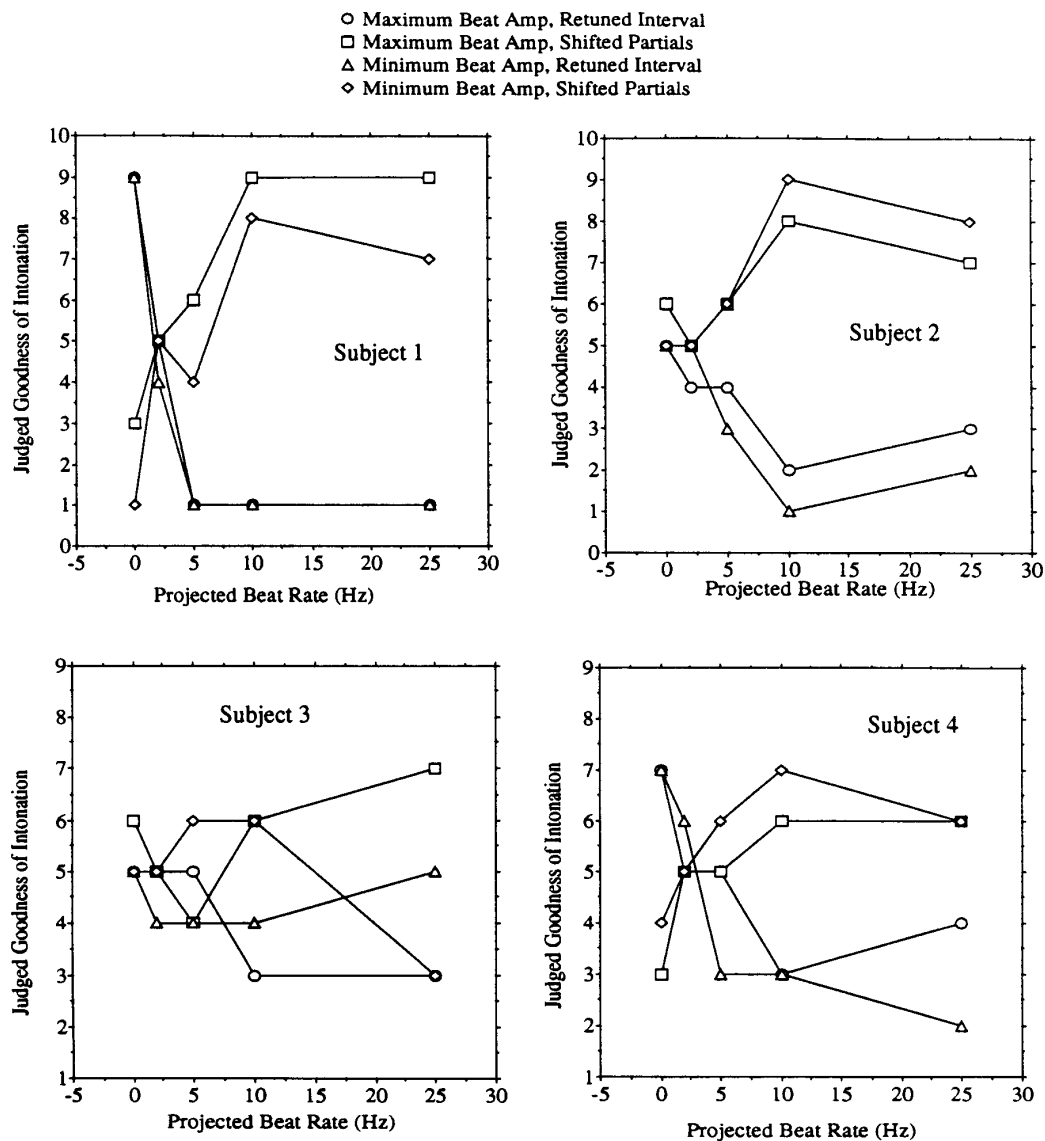 ○ Maximum Beat Amp, Retuned Interval
□ Maximum Beat Amp, Shifted Partials
△ Minimum Beat Amp, Retuned Interval
◇ Minimum Beat Amp, Shifted Partials
10
9
8
7
6
5
4
3
2
1
0
Judged Goodness of Intonation
Subject 1
-5 0 5 10 15 20 25 30
Projected Beat Rate (Hz)
10
9
8
7
6
5
4
3
2
1
0
Judged Goodness of Intonation
Subject 2
-5 0 5 10 15 20 25 30
Projected Beat Rate (Hz)
9
8
7
6
5
4
3
2
1
Judged Goodness of Intonation
Subject 3
-5 0 5 10 15 20 25 30
Projected Beat Rate (Hz)
9
8
7
6
5
4
3
2
1
Judged Goodness of Intonation
Subject 4
-5 0 5 10 15 20 25 30
Projected Beat Rate (Hz)